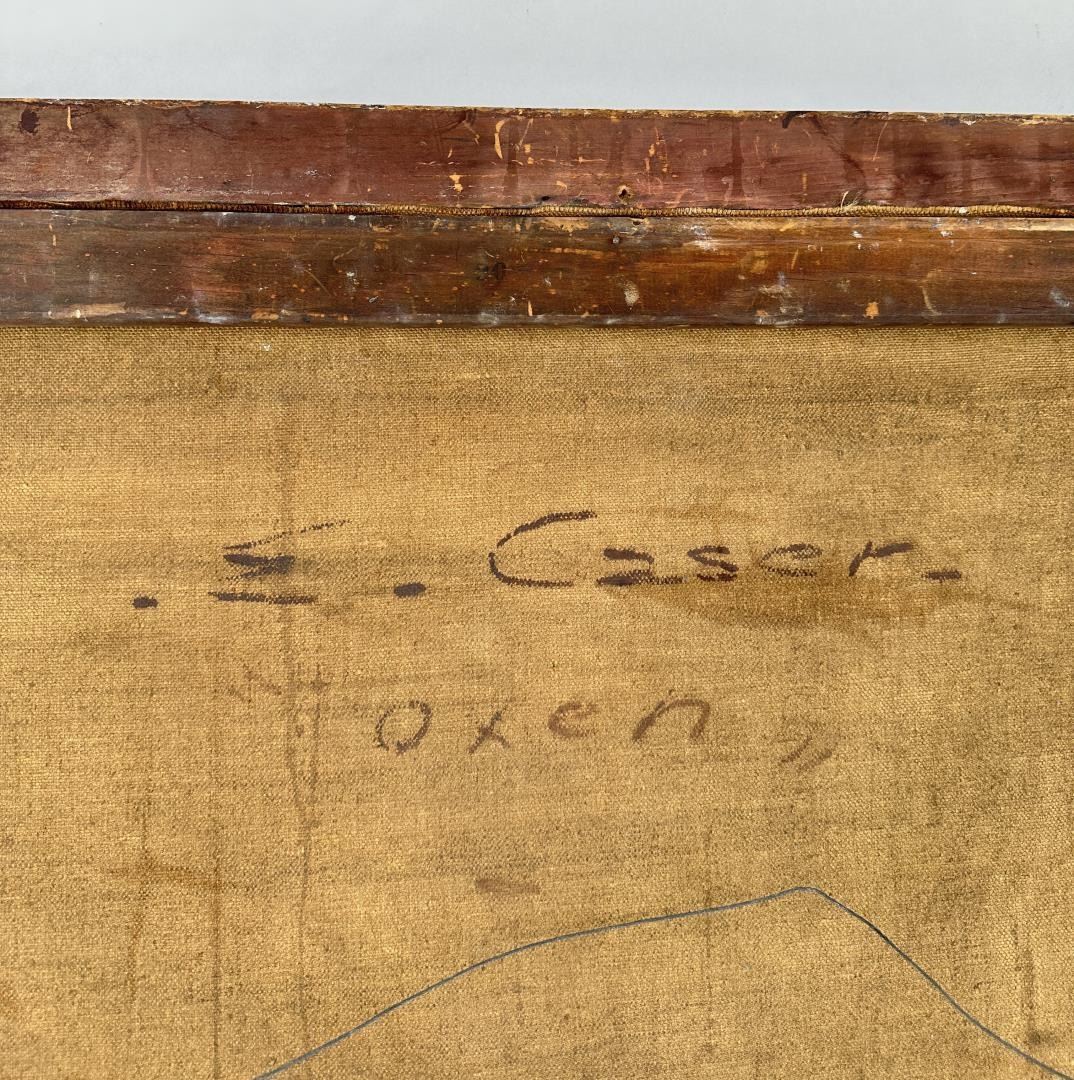 . E . Caser -
"Oxen"